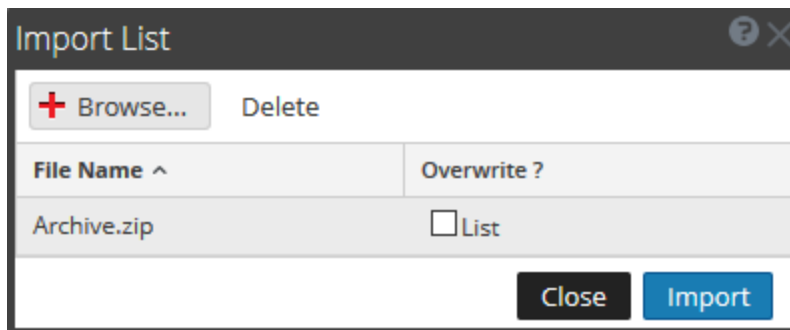 Import List
Browse... Delete
File Name Overwrite ?
Archive.zip List
Close Import